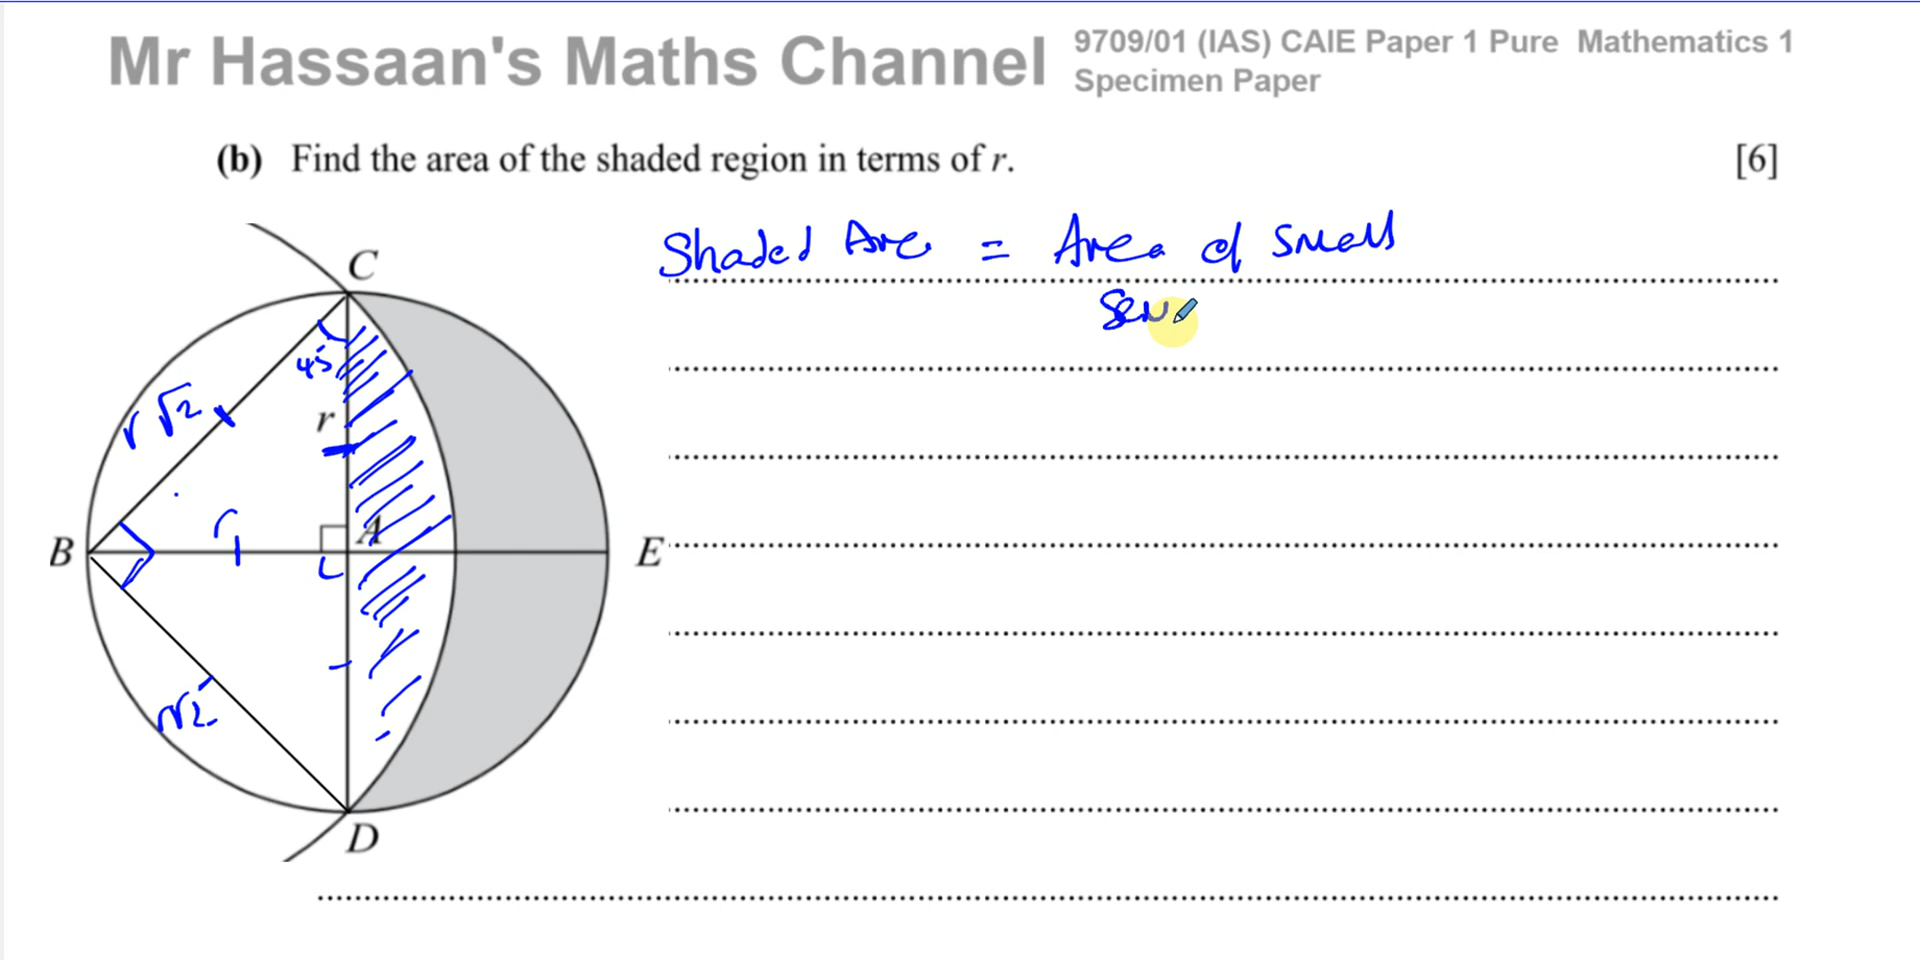 Mr Hassaan's Maths Channel
9709/01 (IAS) CAIE Paper 1 Pure Mathematics 1
Specimen Paper
(b) Find the area of the shaded region in terms of r.
[6]
Shaded Are = Area of small
C
45
r√2
r
A
r
B
E
r√2
D